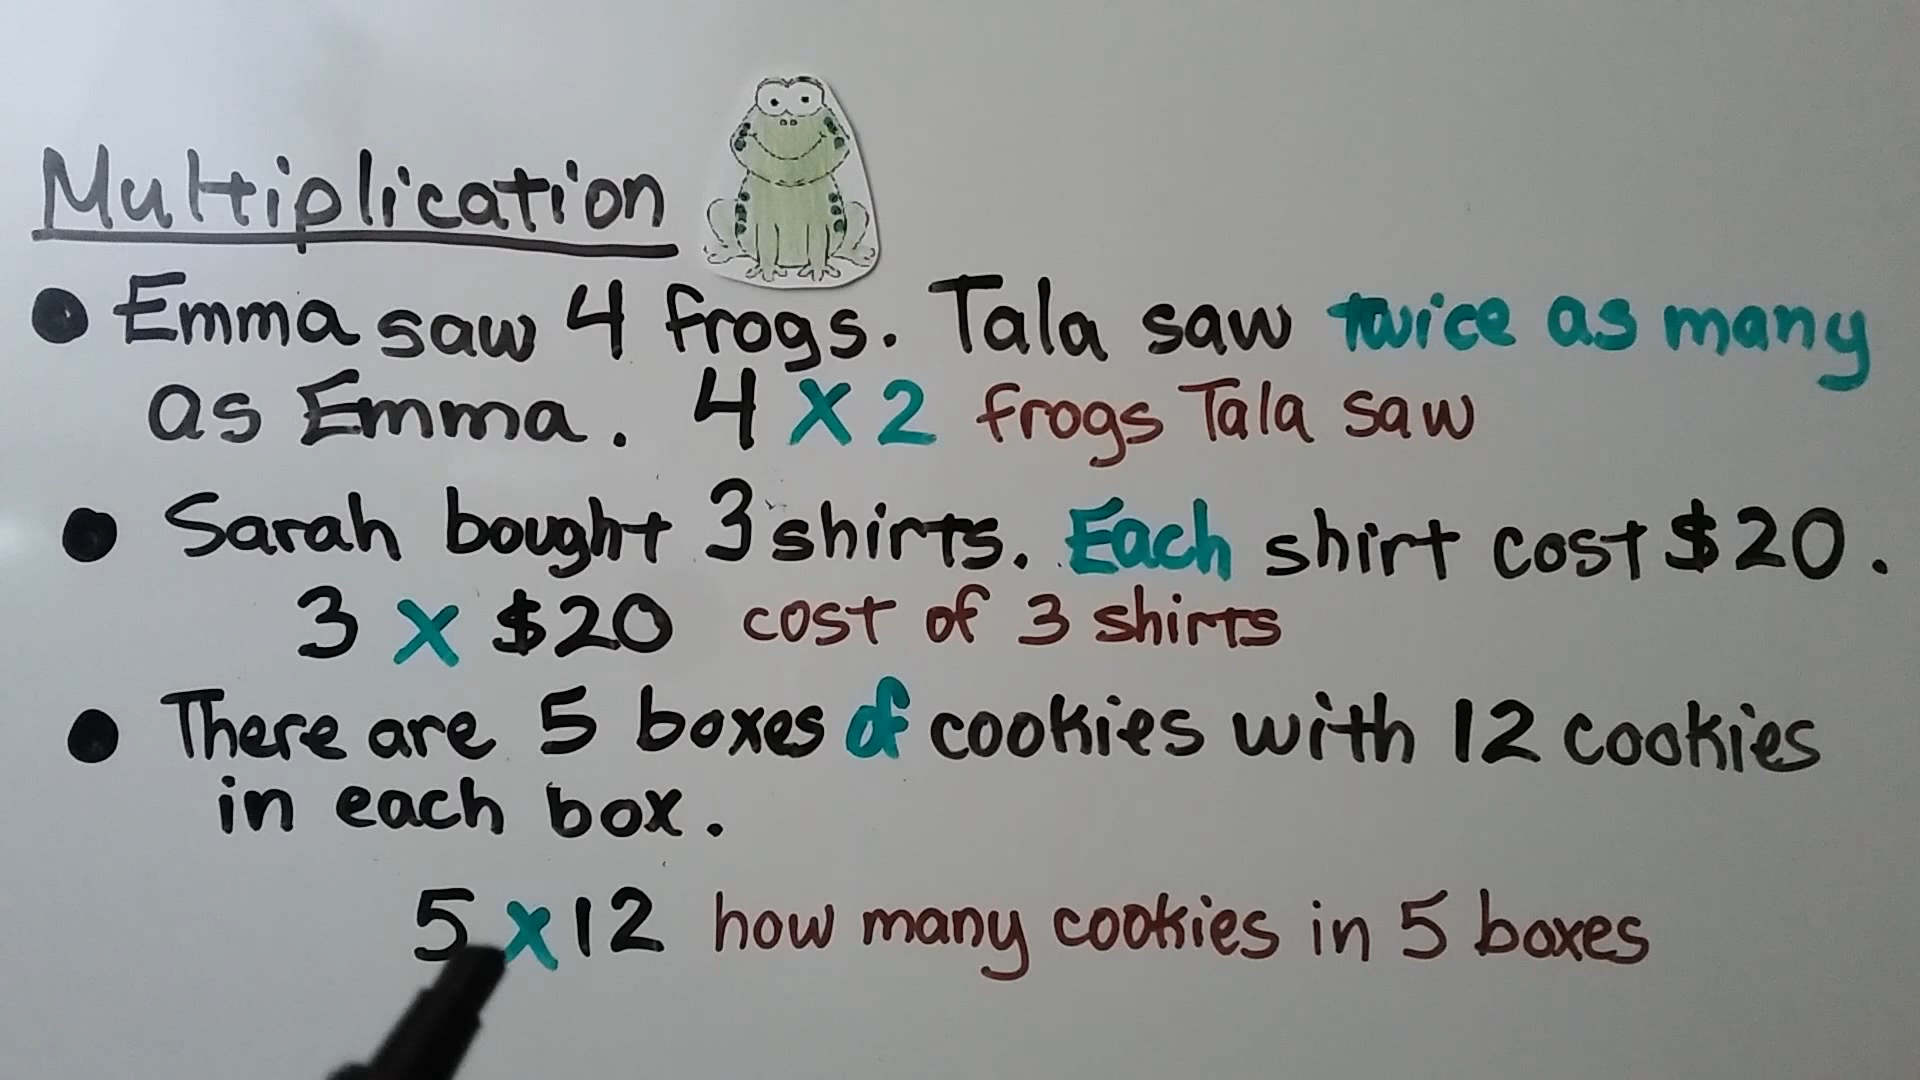 Multiplication
• Emma saw 4 frogs. Tala saw twice as many
as Emma. 4 x 2 frogs Tala saw
• Sarah bought 3 shirts. Each shirt cost $20.
3 x $20 cost of 3 shirts
• There are 5 boxes of cookies with 12 cookies
in each box.
5 x 12 how many cookies in 5 boxes